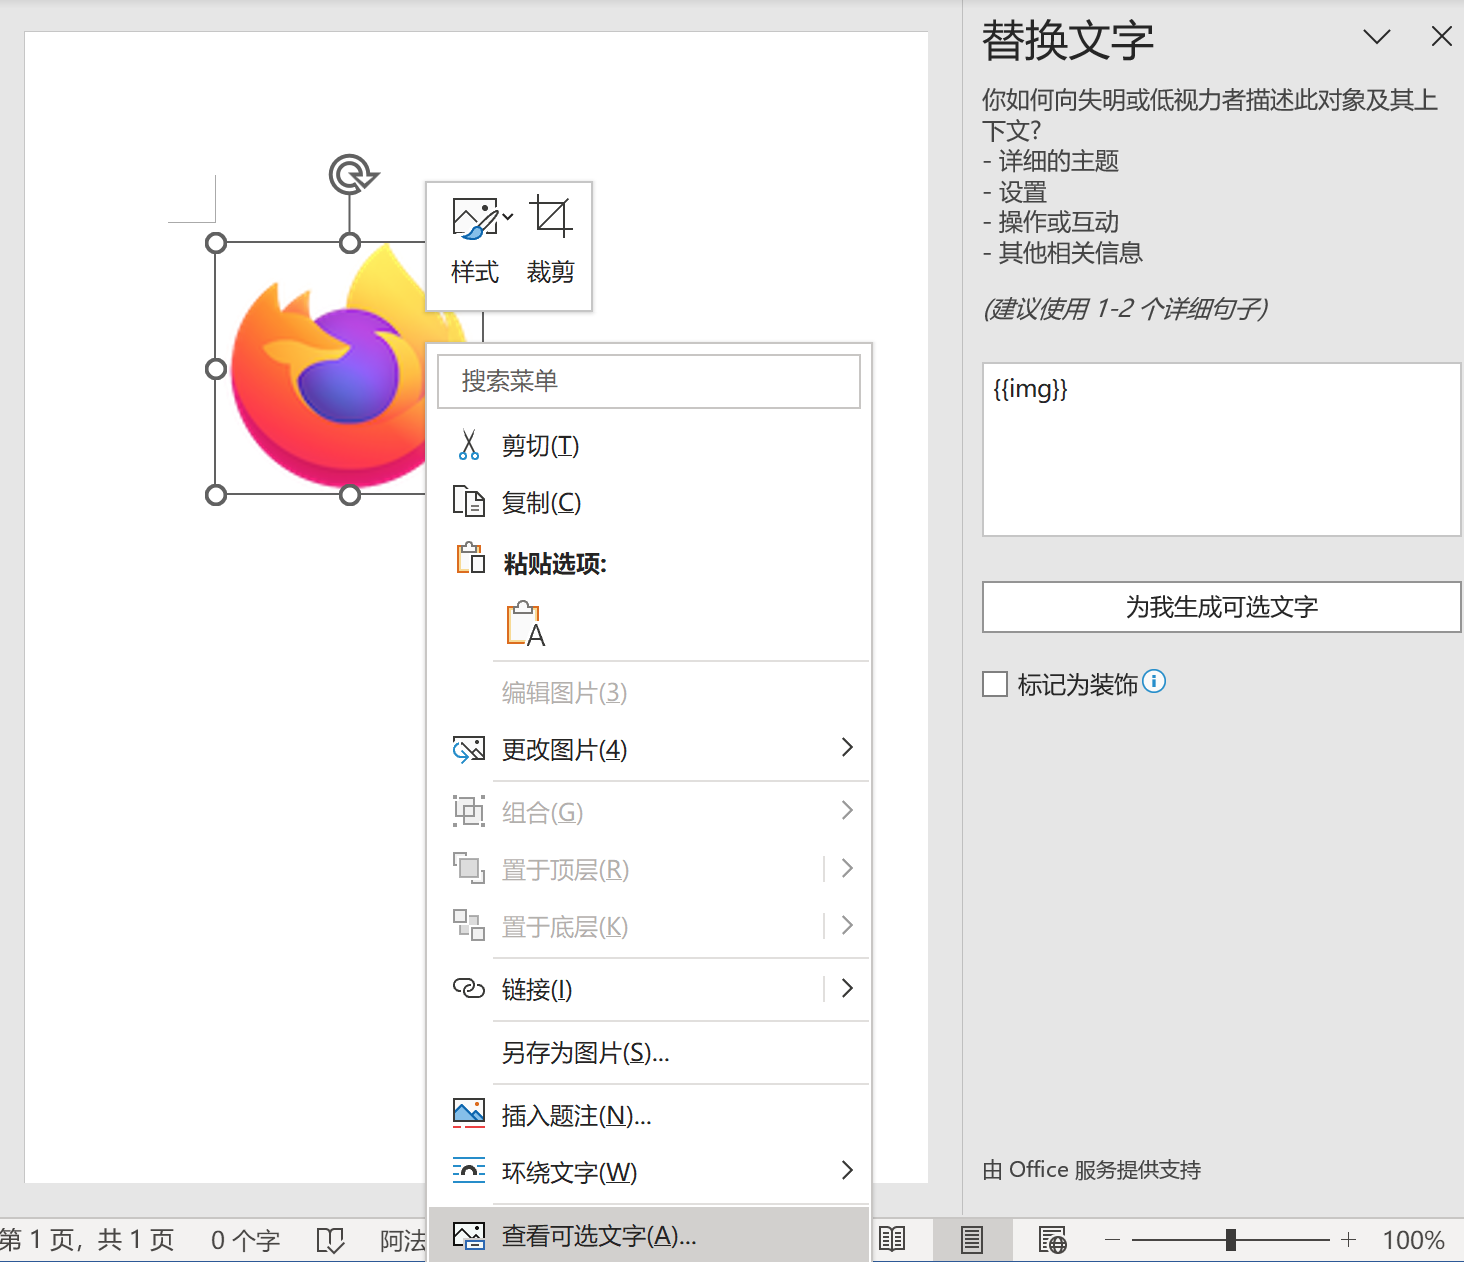 替换文字
你如何向失明或低视力者描述此对象及其上
下文?
- 详细的主题
- 设置
- 操作或互动
- 其他相关信息
(建议使用 1-2 个详细句子)
{{img}}
为我生成可选文字
标记为装饰
由 Office 服务提供支持
样式 裁剪
搜索菜单
剪切(T)
复制(C)
粘贴选项:
A
编辑图片(3)
更改图片(4)
组合(G)
置于顶层(R)
置于底层(K)
链接(I)
另存为图片(S)...
插入题注(N)...
环绕文字(W)
查看可选文字(A)...
第 1 页，共 1 页 0 个字 阿法 100%